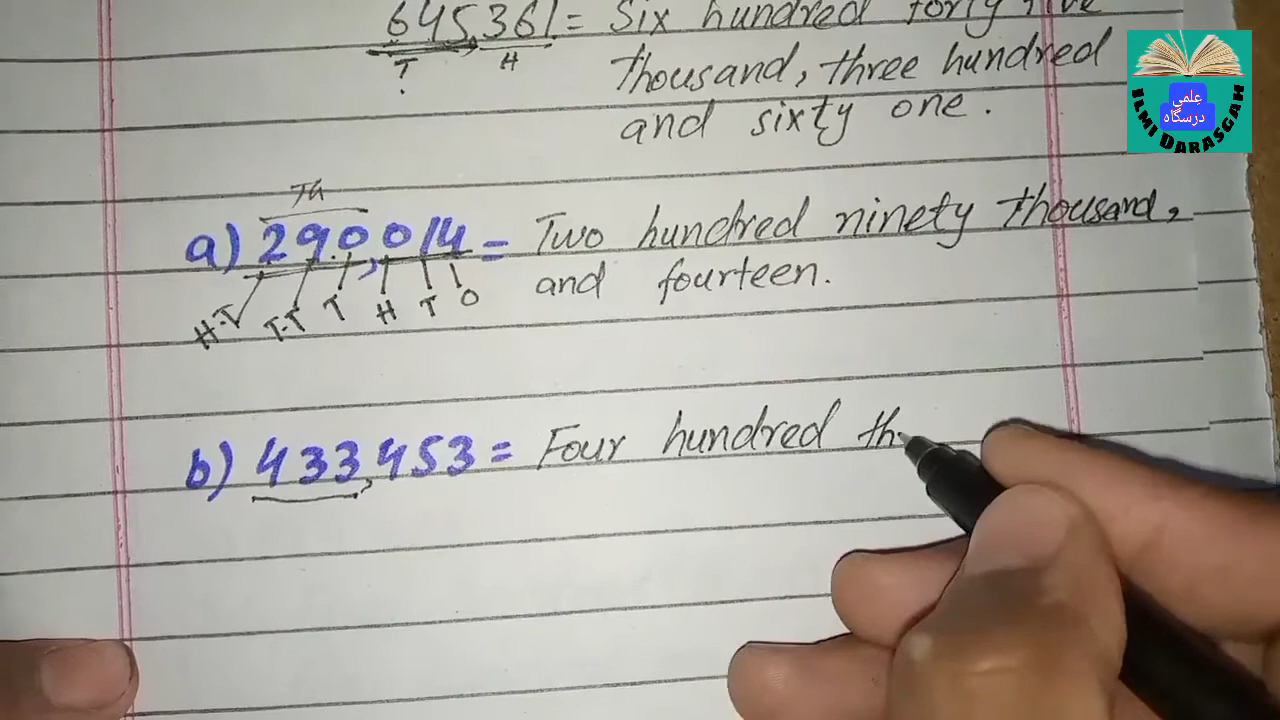 645,361 = Six hundred forty five
T H
thousand, three hundred
and sixty one.
Th
a) 290,014 = Two hundred ninety thousand,
and fourteen.
H-T T-T T H T O
b) 433,453 = Four hundred th
علمی
درسگاه
ILMI DARASGAH